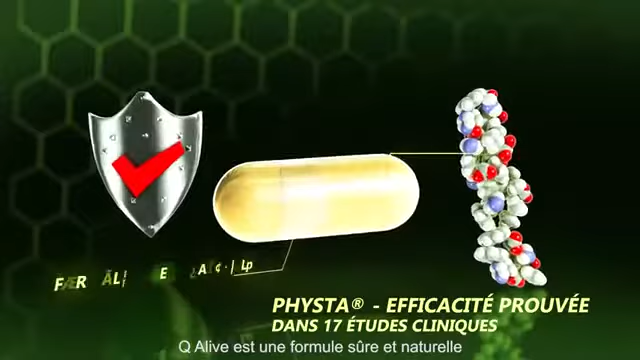 PHYSTA® - EFFICACITÉ PROUVÉE
DANS 17 ÉTUDES CLINIQUES
Q Alive est une formule sûre et naturelle